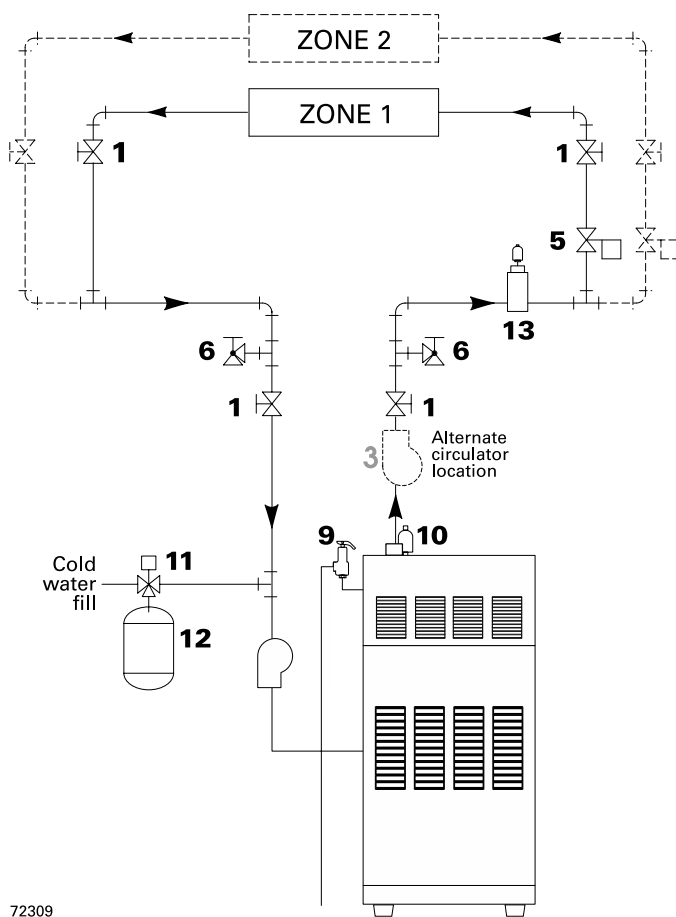 ZONE 2
ZONE 1
1
1
5
13
6
6
1
1
3
Alternate
circulator
location
9
10
Cold
water
fill
11
12
72309